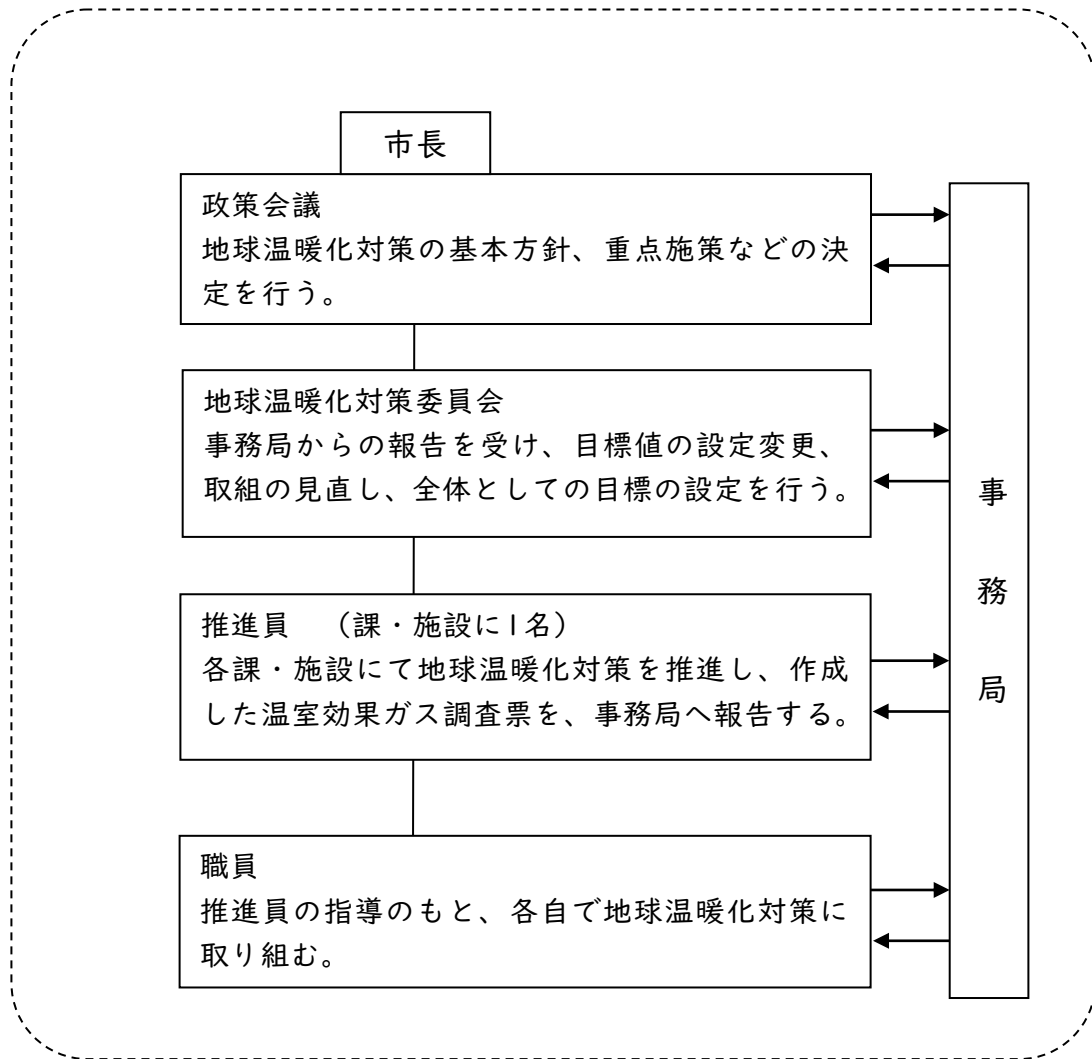 市長
政策会議
地球温暖化対策の基本方針、重点施策などの決
定を行う。
地球温暖化対策委員会
事務局からの報告を受け、目標値の設定変更、
取組の見直し、全体としての目標の設定を行う。
推進員　（課・施設に1名）
各課・施設にて地球温暖化対策を推進し、作成
した温室効果ガス調査票を、事務局へ報告する。
職員
推進員の指導のもと、各自で地球温暖化対策に
取り組む。
事務局